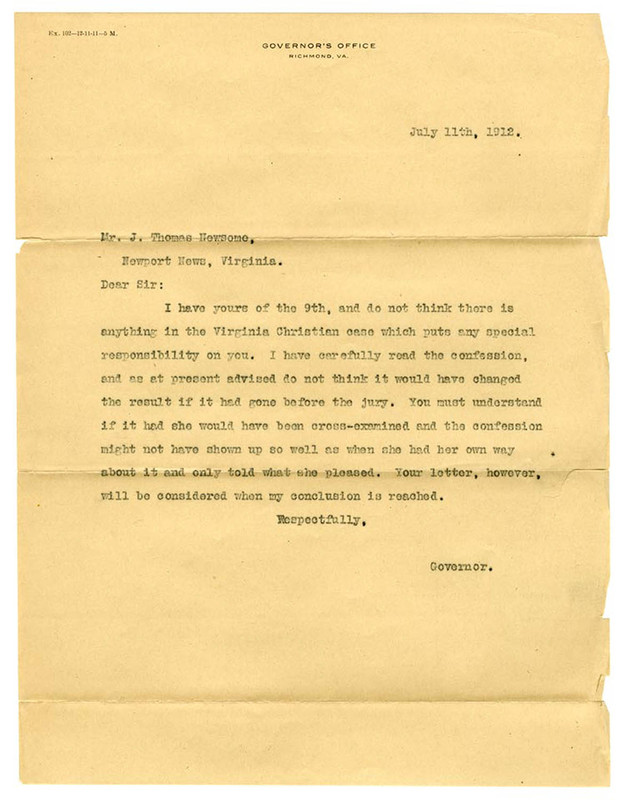 Ex. 102—12-11-11—5 M.
GOVERNOR'S OFFICE
RICHMOND, VA.
July 11th, 1912.
Mr. J. Thomas Newsome,
Newport News, Virginia.
Dear Sir:
I have yours of the 9th, and do not think there is
anything in the Virginia Christian case which puts any special
responsibility on you. I have carefully read the confession,
and as at present advised do not think it would have changed
the result if it had gone before the jury. You must understand
if it had she would have been cross-examined and the confession
might not have shown up so well as when she had her own way
about it and only told what she pleased. Your letter, however,
will be considered when my conclusion is reached.
Respectfully,
Governor.